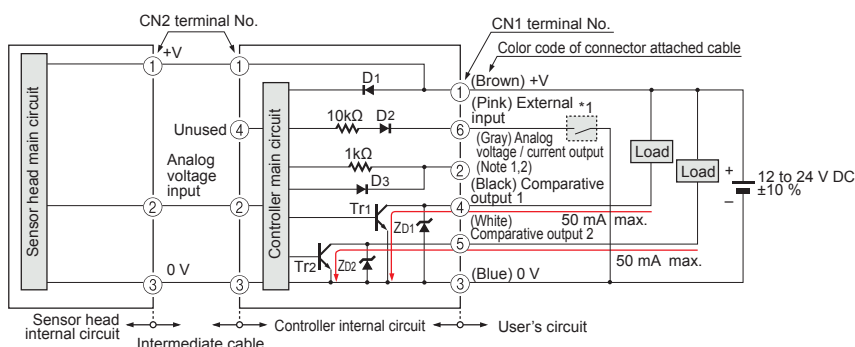 CN2 terminal No.
CN1 terminal No.
Color code of connector attached cable
+V
1
1
D1
1
(Brown) +V
(Pink) External
input
*1
Unused
4
10kΩ
D2
6
(Gray) Analog
voltage / current output
(Note 1,2)
1kΩ
2
D3
Analog
voltage
input
(Black) Comparative
output 1
Load
Load
+
–
12 to 24 V DC
±10 %
2
2
Tr1
ZD1
4
50 mA max.
(White)
Comparative output 2
5
Tr2
ZD2
50 mA max.
0 V
3
3
3
(Blue) 0 V
Sensor head main circuit
Controller main circuit
Sensor head
internal circuit
Intermediate cable
Controller internal circuit
User's circuit